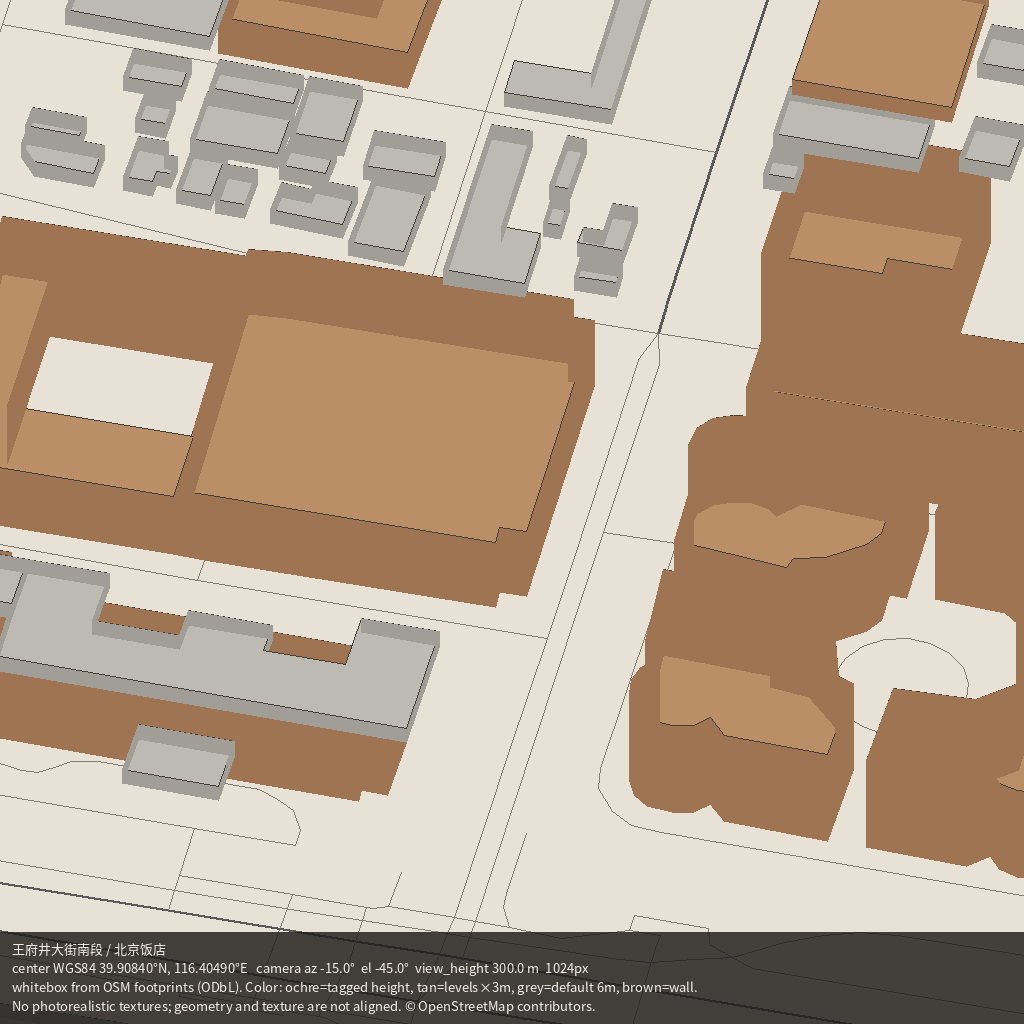 王府井大街南段 / 北京饭店
center WGS84 39.90840°N, 116.40490°E  camera az -15.0°  el -45.0°  view_height 300.0 m  1024px
whitebox from OSM footprints (ODbL). Color: ochre=tagged height, tan=levels×3m, grey=default 6m, brown=wall.
No photorealistic textures; geometry and texture are not aligned. © OpenStreetMap contributors.